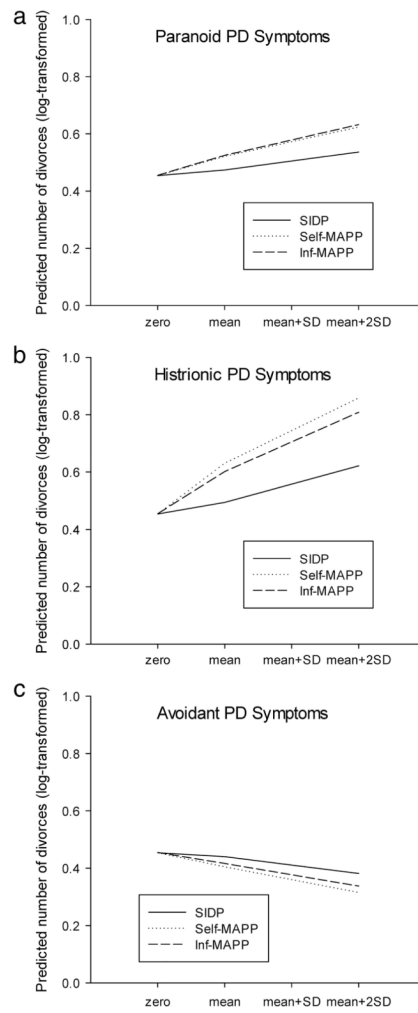 a
Paranoid PD Symptoms
Predicted number of divorces (log-transformed)
1.0
0.8
0.6
0.4
0.2
0.0
SIDP
Self-MAPP
Inf-MAPP
zero mean mean+SD mean+2SD
b
Histrionic PD Symptoms
Predicted number of divorces (log-transformed)
1.0
0.8
0.6
0.4
0.2
0.0
SIDP
Self-MAPP
Inf-MAPP
zero mean mean+SD mean+2SD
c
Avoidant PD Symptoms
Predicted number of divorces (log-transformed)
1.0
0.8
0.6
0.4
0.2
0.0
SIDP
Self-MAPP
Inf-MAPP
zero mean mean+SD mean+2SD